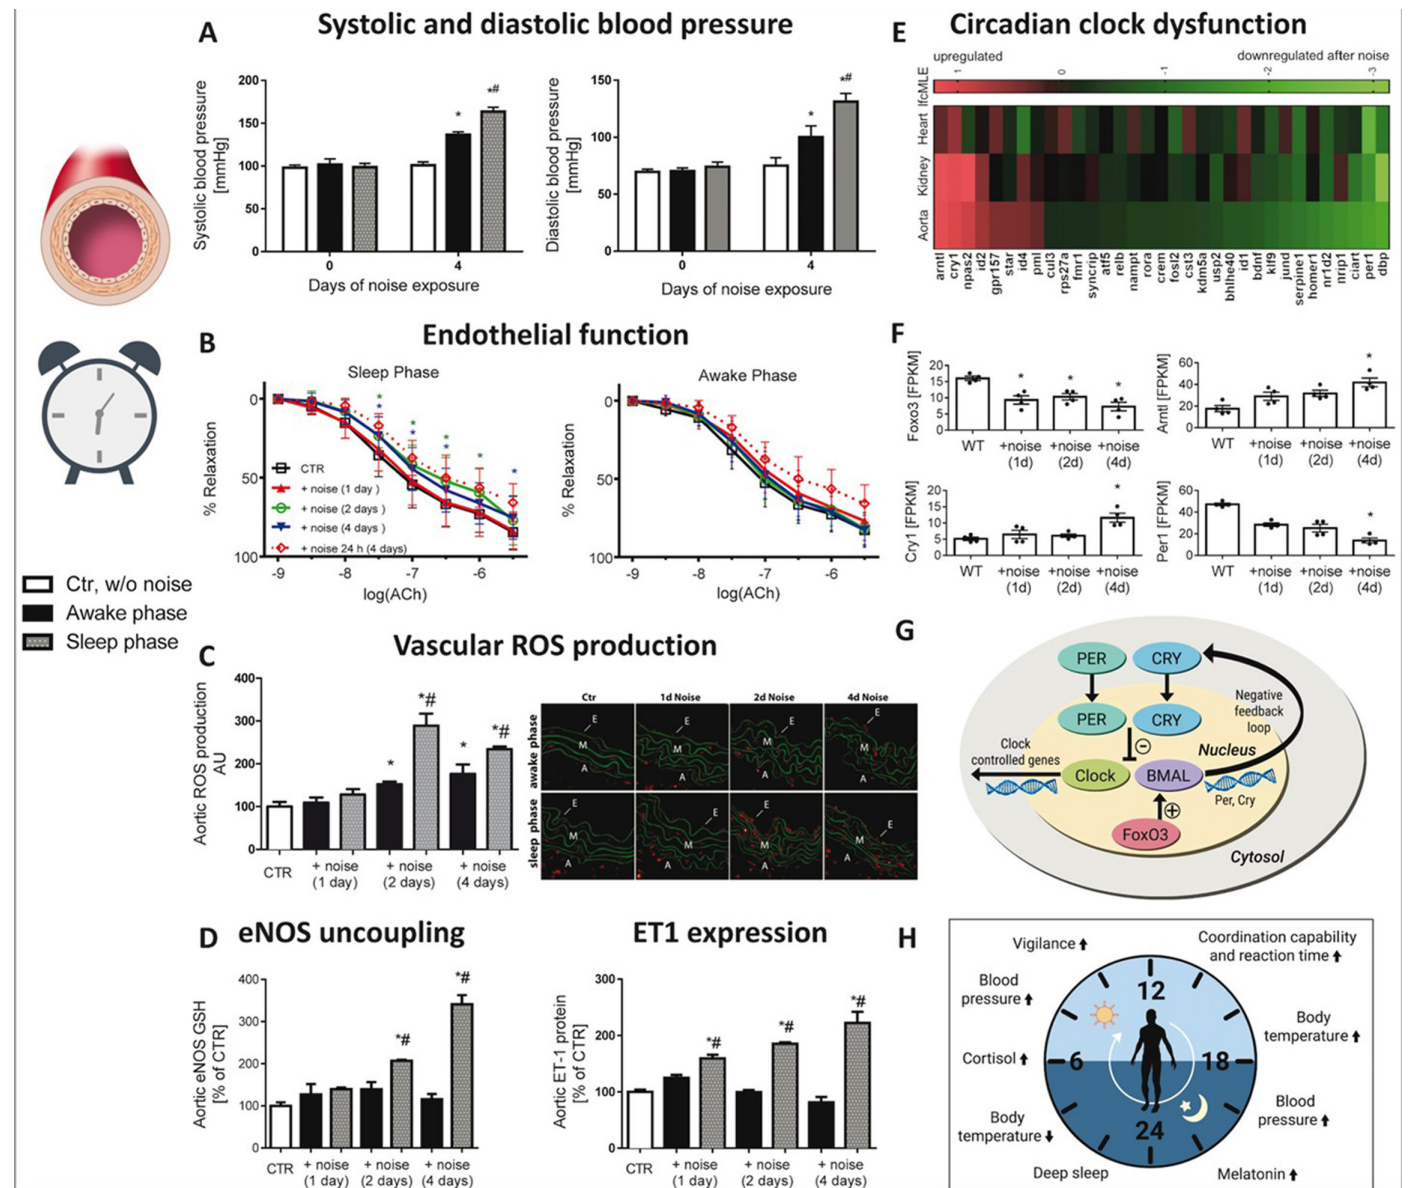 A
Systolic and diastolic blood pressure
Systolic blood pressure
[mmHg]
200
150
100
50
0
*
*#
0
4
Days of noise exposure
Diastolic blood pressure
[mmHg]
150
100
50
0
*
*#
0
4
Days of noise exposure
B
Endothelial function
Sleep Phase
% Relaxation
0
50
100
CTR
+ noise (1 day )
+ noise (2 days )
+ noise (4 days )
+ noise 24 h (4 days)
-9
-8
-7
-6
log(ACh)
Awake Phase
% Relaxation
0
50
100
-9
-8
-7
-6
log(ACh)
Ctr, w/o noise
Awake phase
Sleep phase
C
Vascular ROS production
Aortic ROS production
AU
400
300
200
100
0
*
*#
*
*#
CTR
+ noise
(1 day)
+ noise
(2 days)
+ noise
(4 days)
Ctr
1d Noise
2d Noise
4d Noise
awake phase
sleep phase
E
M
A
E
M
A
E
M
A
E
M
A
E
M
A
E
M
A
E
M
A
E
M
A
D
eNOS uncoupling
Aortic eNOS GSH
[% of CTR]
400
300
200
100
0
*#
*#
CTR
+ noise
(1 day)
+ noise
(2 days)
+ noise
(4 days)
ET1 expression
Aortic ET-1 protein
[% of CTR]
300
200
100
0
*#
*#
*#
CTR
+ noise
(1 day)
+ noise
(2 days)
+ noise
(4 days)
E
Circadian clock dysfunction
upregulated
downregulated after noise
1
0
-1
-2
-3
lfcMLE
Heart
Kidney
Aorta
arntl
cry1
npas2
id2
gpr157
star
id4
pml
cul3
rps27a
fmr1
syncrip
atf5
relb
nampt
rora
crem
fosl2
cst3
kdm5a
usp2
bhlhe40
id1
bdnf
klf9
jund
serpine1
homer1
nr1d2
nrip1
ciart
per1
dbp
F
Foxo3 [FPKM]
20
15
10
5
0
*
*
*
WT
+noise
(1d)
+noise
(2d)
+noise
(4d)
Arntl [FPKM]
60
40
20
0
*
WT
+noise
(1d)
+noise
(2d)
+noise
(4d)
Cry1 [FPKM]
20
15
10
5
0
*
WT
+noise
(1d)
+noise
(2d)
+noise
(4d)
Per1 [FPKM]
60
40
20
0
*
WT
+noise
(1d)
+noise
(2d)
+noise
(4d)
G
PER
CRY
PER
CRY
Negative
feedback
loop
Nucleus
Clock
controlled genes
Clock
BMAL
Per, Cry
FoxO3
Cytosol
H
Vigilance
Coordination capability
and reaction time
Blood
pressure
Body
temperature
Cortisol
Blood
pressure
Body
temperature
Deep sleep
Melatonin
12
6
18
24